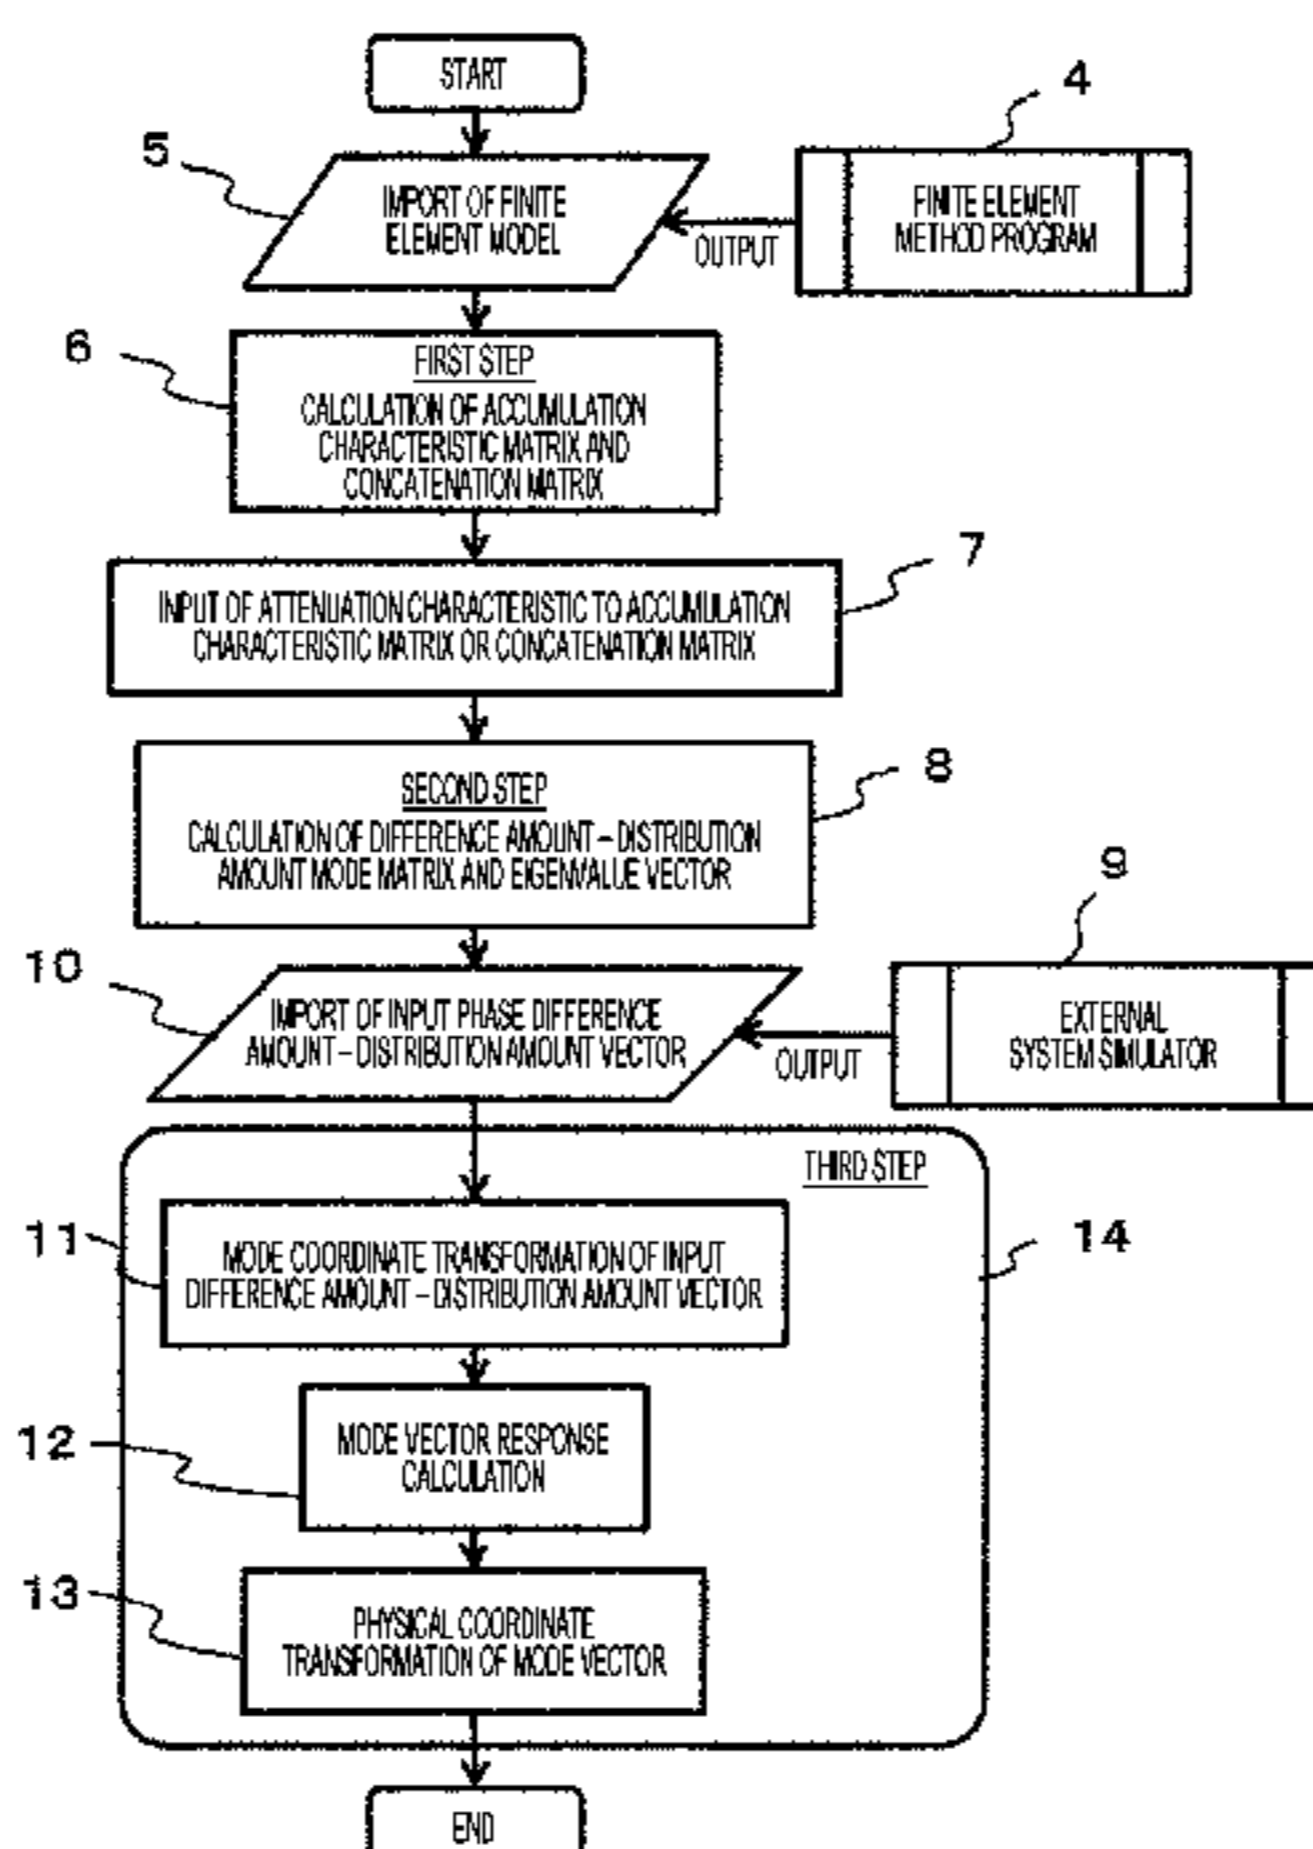 START
4
5
IMPORT OF FINITE
ELEMENT MODEL
OUTPUT
FINITE ELEMENT
METHOD PROGRAM
6
FIRST STEP
CALCULATION OF ACCUMULATION
CHARACTERISTIC MATRIX AND
CONCATENATION MATRIX
7
INPUT OF ATTENUATION CHARACTERISTIC TO ACCUMULATION
CHARACTERISTIC MATRIX OR CONCATENATION MATRIX
8
SECOND STEP
CALCULATION OF DIFFERENCE AMOUNT – DISTRIBUTION
AMOUNT MODE MATRIX AND EIGENVALUE VECTOR
9
10
IMPORT OF INPUT PHASE DIFFERENCE
AMOUNT – DISTRIBUTION AMOUNT VECTOR
OUTPUT
EXTERNAL
SYSTEM SIMULATOR
THIRD STEP
11
MODE COORDINATE TRANSFORMATION OF INPUT
DIFFERENCE AMOUNT – DISTRIBUTION AMOUNT VECTOR
14
12
MODE VECTOR RESPONSE
CALCULATION
13
PHYSICAL COORDINATE
TRANSFORMATION OF MODE VECTOR
END